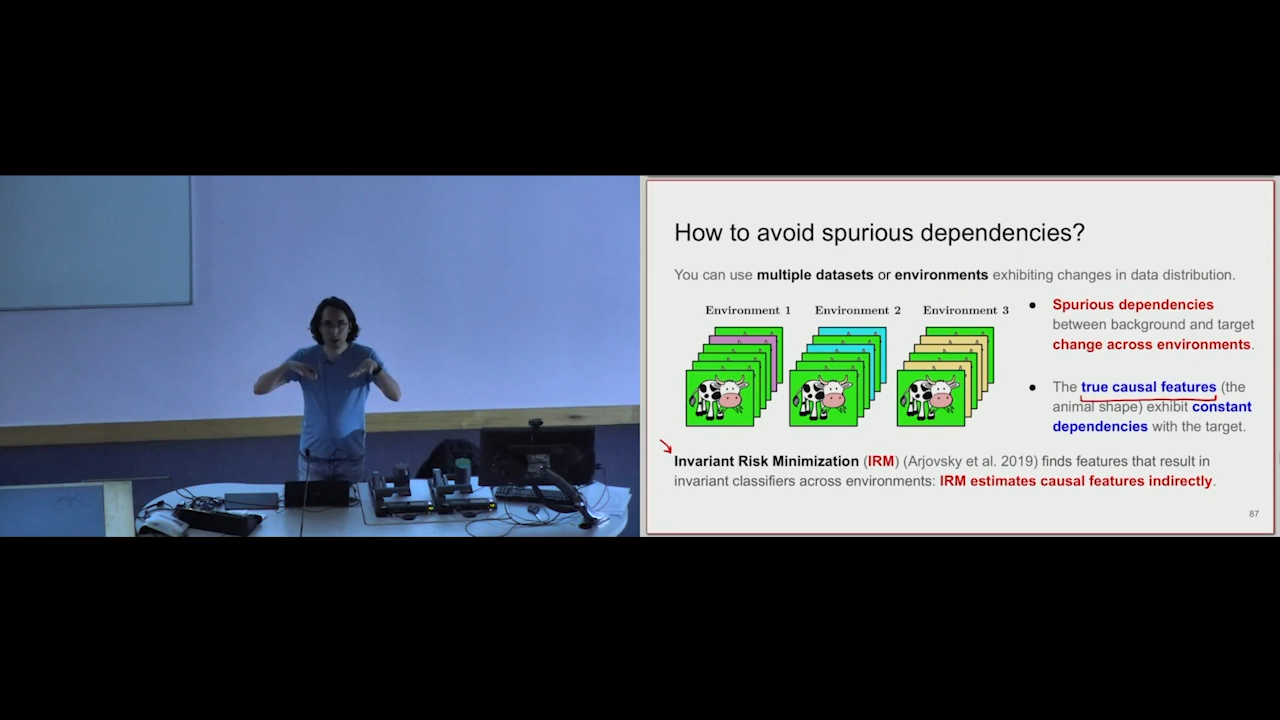 How to avoid spurious dependencies?
You can use multiple datasets or environments exhibiting changes in data distribution.
Environment 1
Environment 2
Environment 3
● Spurious dependencies
between background and target
change across environments.
● The true causal features (the
animal shape) exhibit constant
dependencies with the target.
Invariant Risk Minimization (IRM) (Arjovsky et al. 2019) finds features that result in
invariant classifiers across environments: IRM estimates causal features indirectly.
87